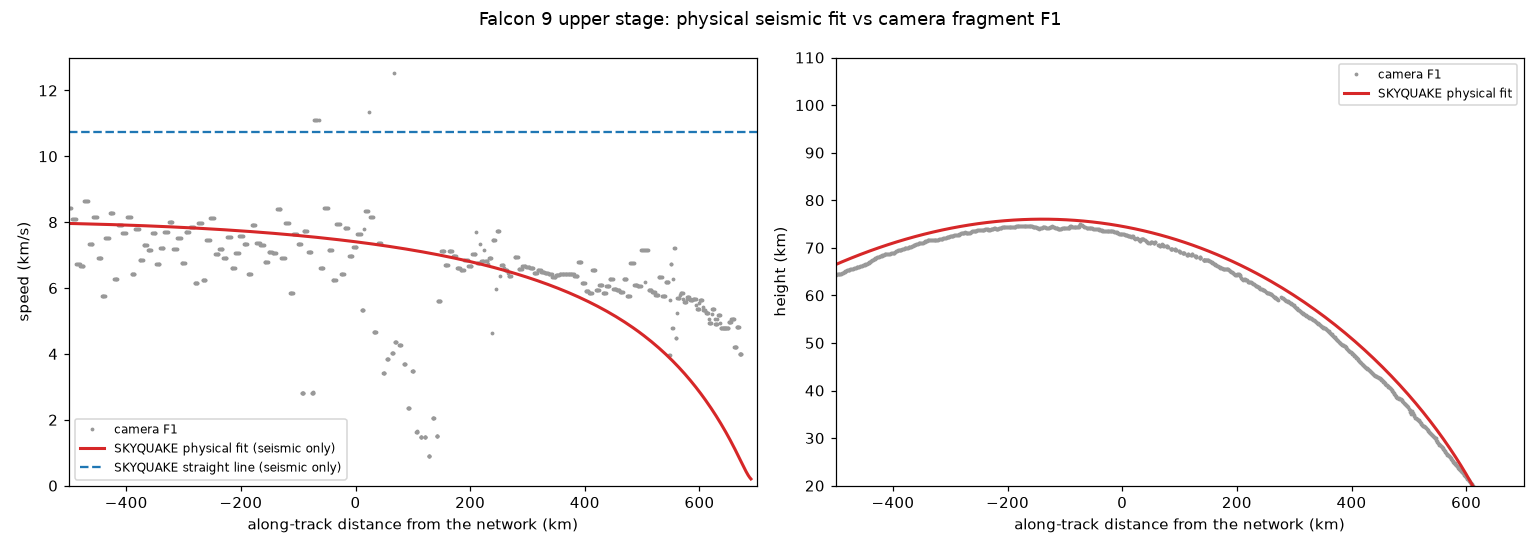 Falcon 9 upper stage: physical seismic fit vs camera fragment F1
speed (km/s)
12
10
8
6
4
2
0
camera F1
SKYQUAKE physical fit (seismic only)
SKYQUAKE straight line (seismic only)
−400
−200
0
200
400
600
along-track distance from the network (km)
height (km)
110
100
90
80
70
60
50
40
30
20
camera F1
SKYQUAKE physical fit
−400
−200
0
200
400
600
along-track distance from the network (km)